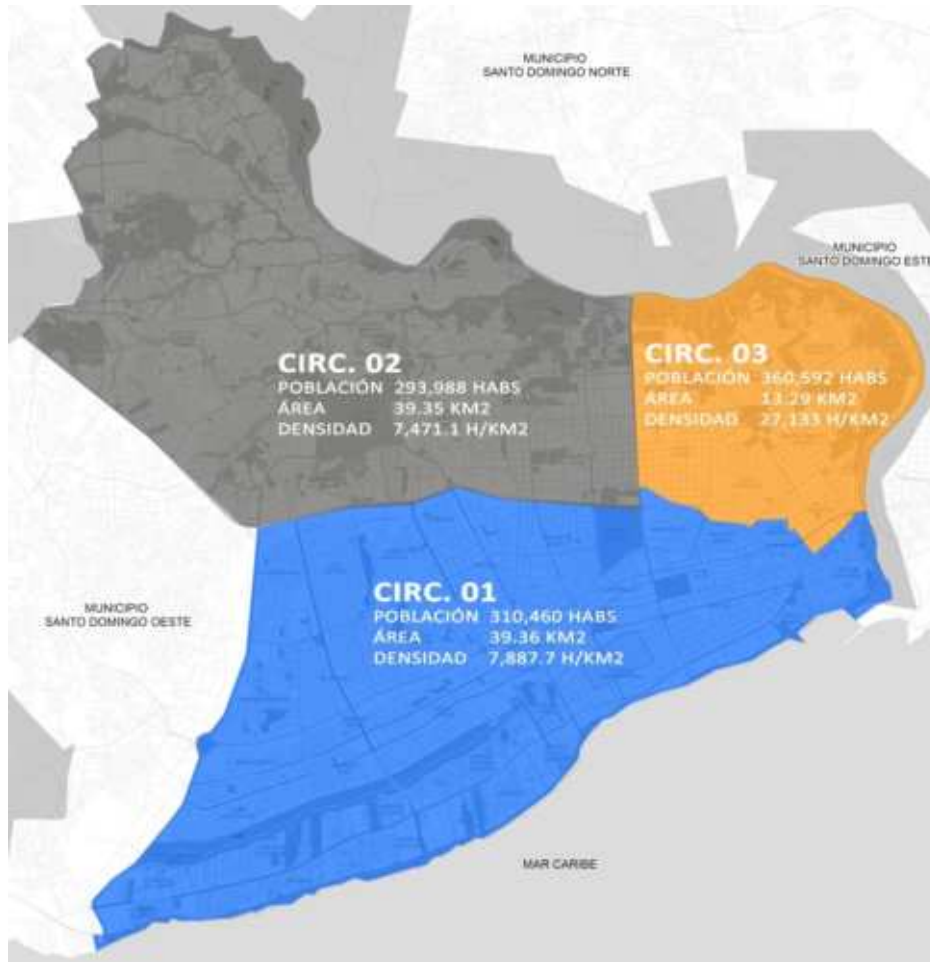 MUNICIPIO
SANTO DOMINGO NORTE
MUNICIPIO
SANTO DOMINGO ESTE
CIRC. 02
POBLACIÓN 293,988 HABS
ÁREA 39.35 KM2
DENSIDAD 7,471.1 H/KM2
CIRC. 03
POBLACIÓN 360,592 HABS
ÁREA 13.29 KM2
DENSIDAD 27,133 H/KM2
CIRC. 01
POBLACIÓN 310,460 HABS
ÁREA 39.36 KM2
DENSIDAD 7,887.7 H/KM2
MUNICIPIO
SANTO DOMINGO OESTE
MAR CARIBE